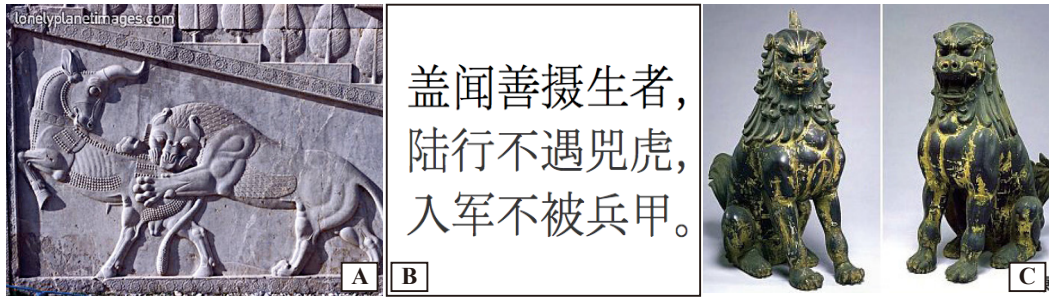 lonelyplanetimages.com
A
盖闻善摄生者，
陆行不遇兕虎，
入军不被兵甲。
B
C